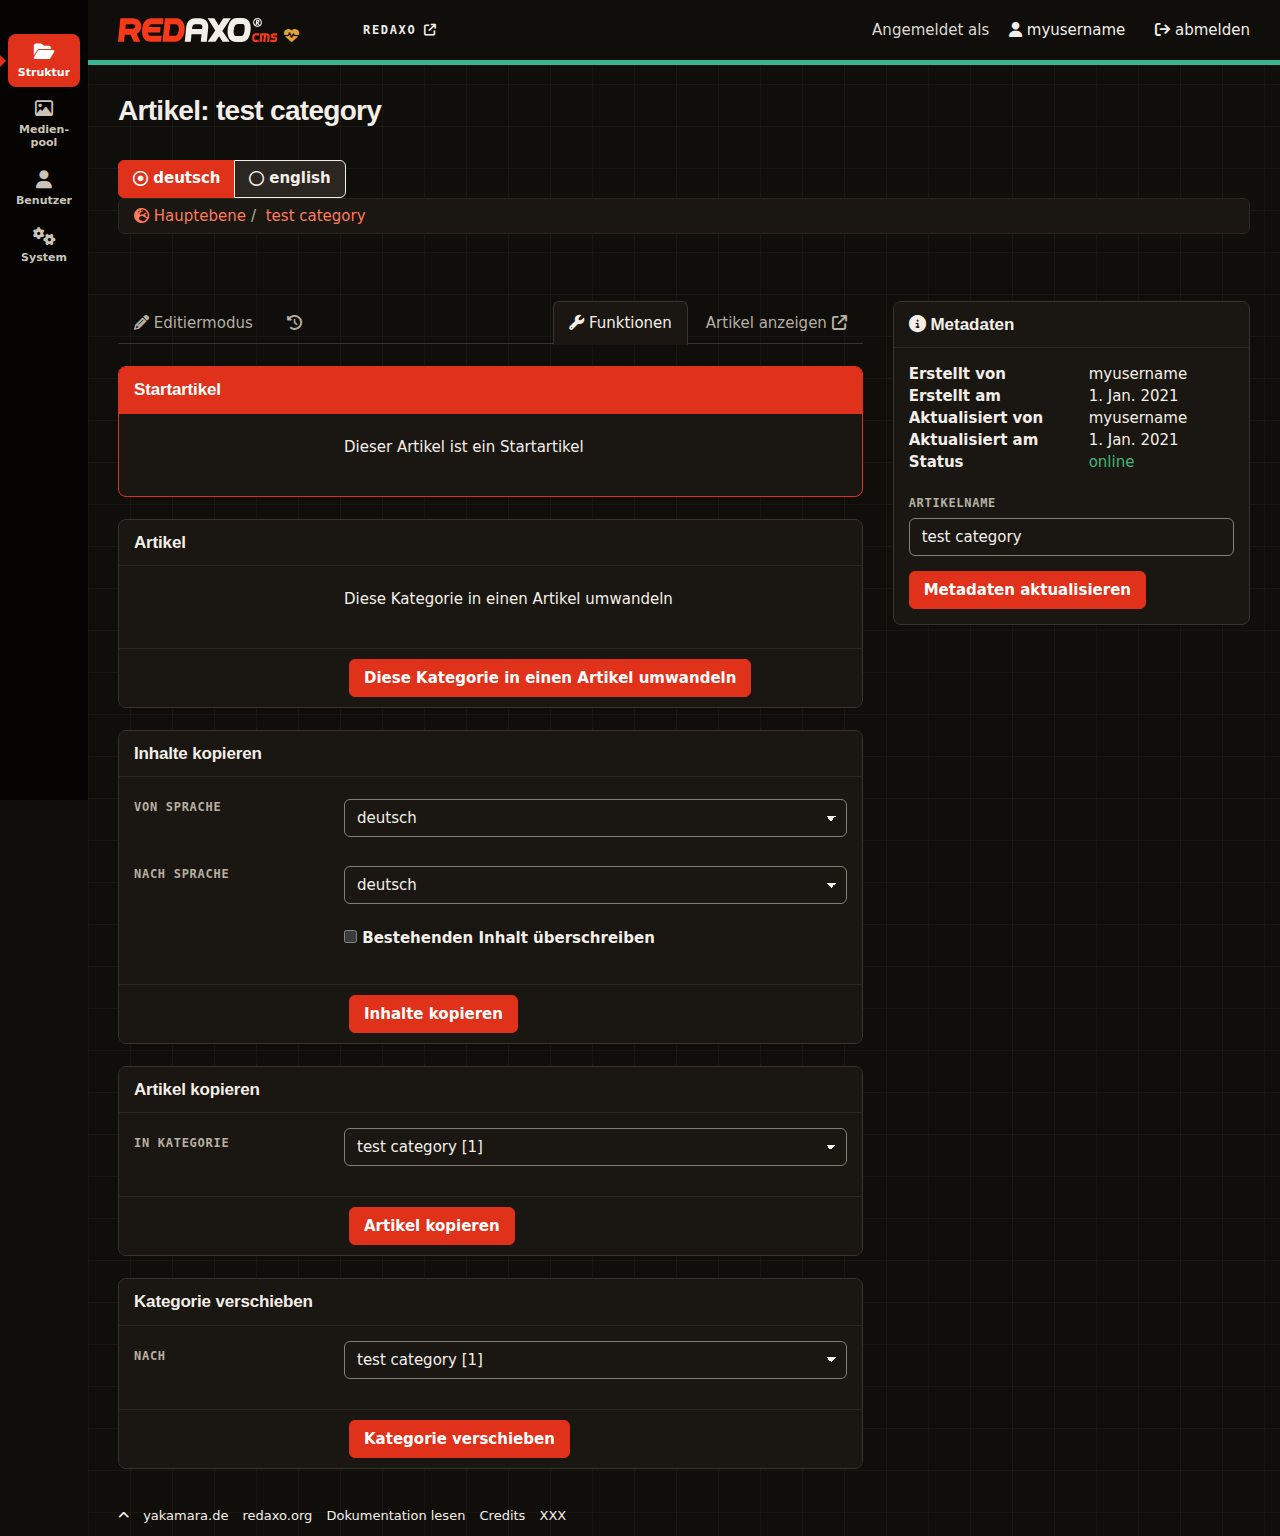 REDAXO® cms
REDAXO
Angemeldet als myusername abmelden
Struktur
Medien-
pool
Benutzer
System
Artikel: test category
deutsch english
Hauptebene / test category
Editiermodus
Funktionen Artikel anzeigen
Startartikel
Dieser Artikel ist ein Startartikel
Artikel
Diese Kategorie in einen Artikel umwandeln
Diese Kategorie in einen Artikel umwandeln
Inhalte kopieren
VON SPRACHE
deutsch
NACH SPRACHE
deutsch
Bestehenden Inhalt überschreiben
Inhalte kopieren
Artikel kopieren
IN KATEGORIE
test category [1]
Artikel kopieren
Kategorie verschieben
NACH
test category [1]
Kategorie verschieben
Metadaten
Erstellt von myusername
Erstellt am 1. Jan. 2021
Aktualisiert von myusername
Aktualisiert am 1. Jan. 2021
Status online
ARTIKELNAME
test category
Metadaten aktualisieren
yakamara.de redaxo.org Dokumentation lesen Credits XXX